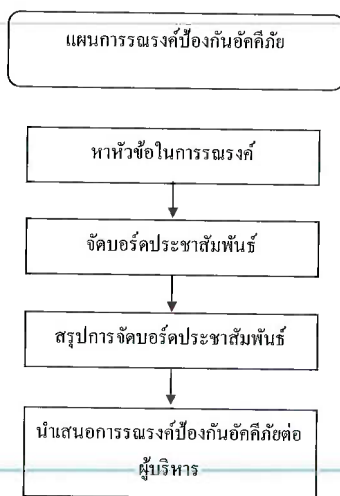 แผนการรณรงค์ป้องกันอัคคีภัย
หาหัวข้อในการรณรงค์
จัดบอร์ดประชาสัมพันธ์
สรุปการจัดบอร์ดประชาสัมพันธ์
นำเสนอการรณรงค์ป้องกันอัคคีภัยต่อ
ผู้บริหาร